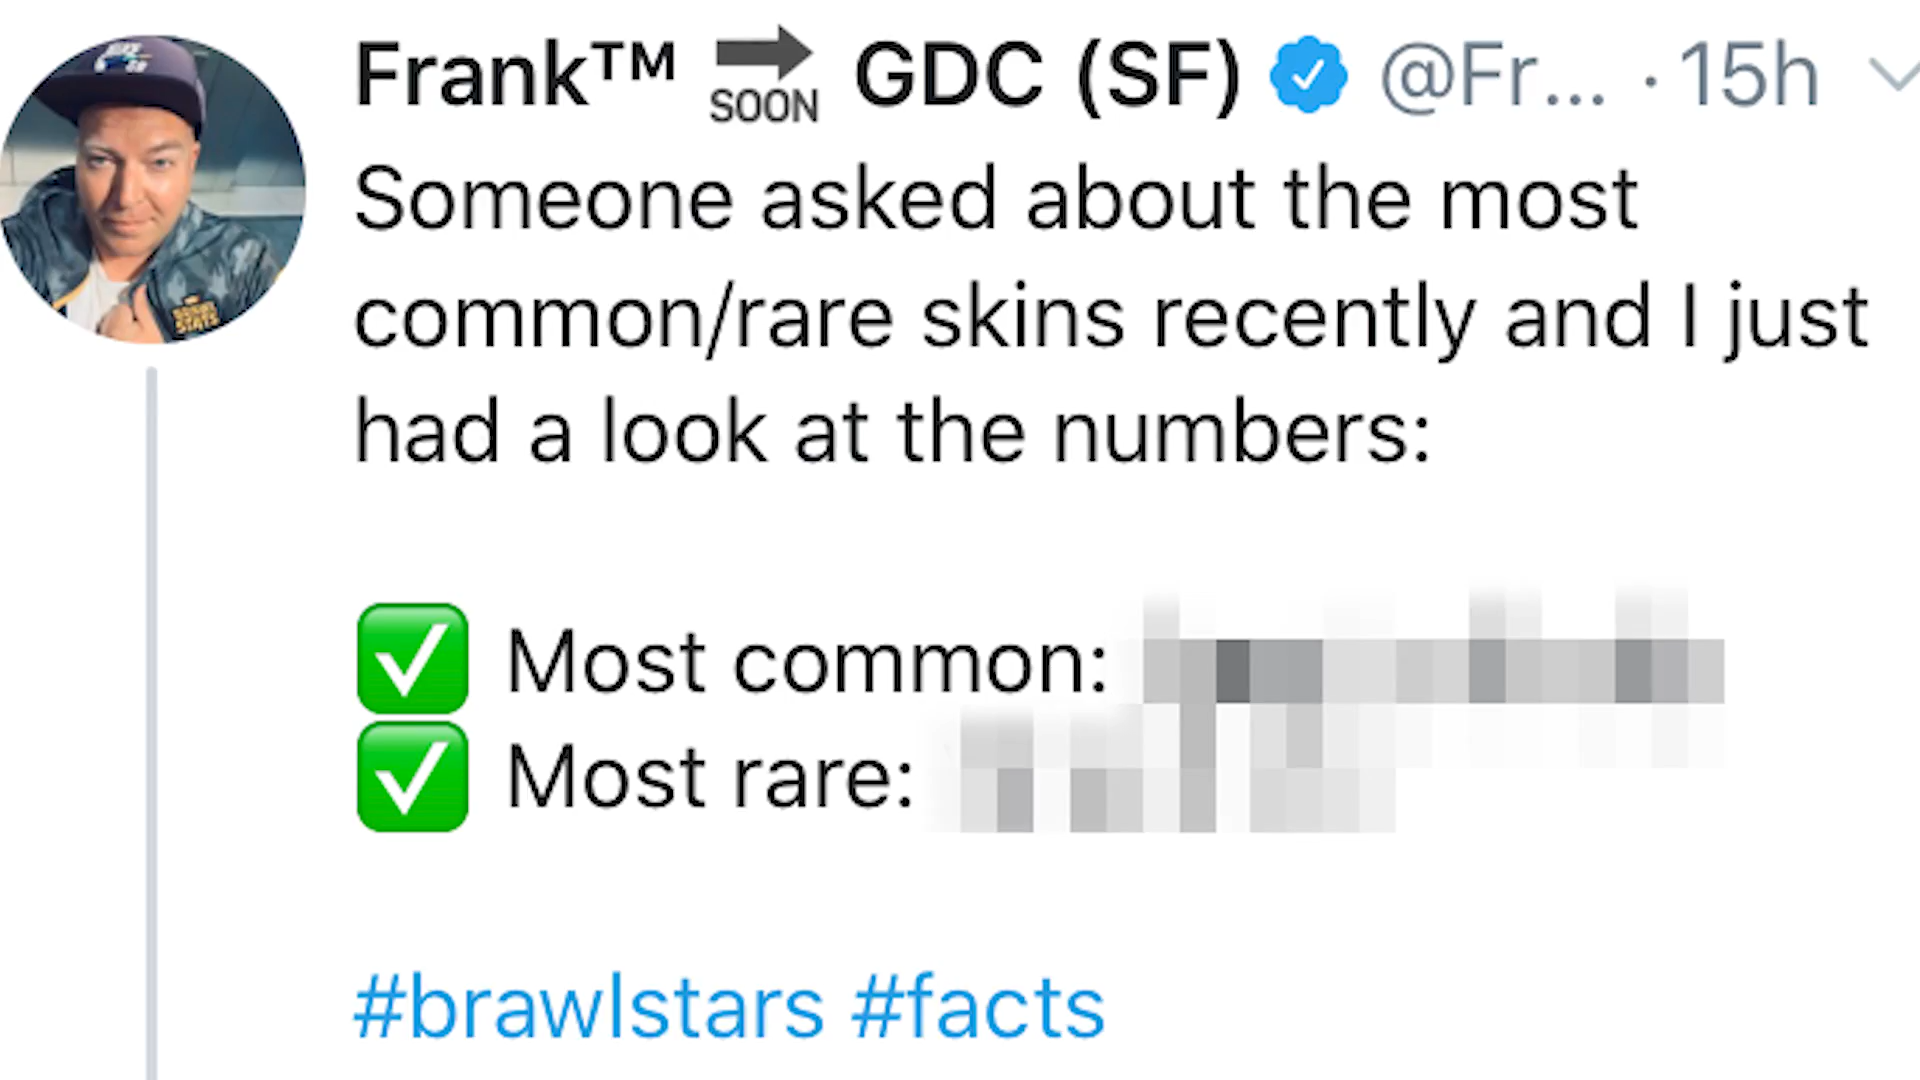 Frank™ 🔜 GDC (SF) @Fr... · 15h
Someone asked about the most
common/rare skins recently and I just
had a look at the numbers:
✅ Most common:
✅ Most rare:
#brawlstars #facts